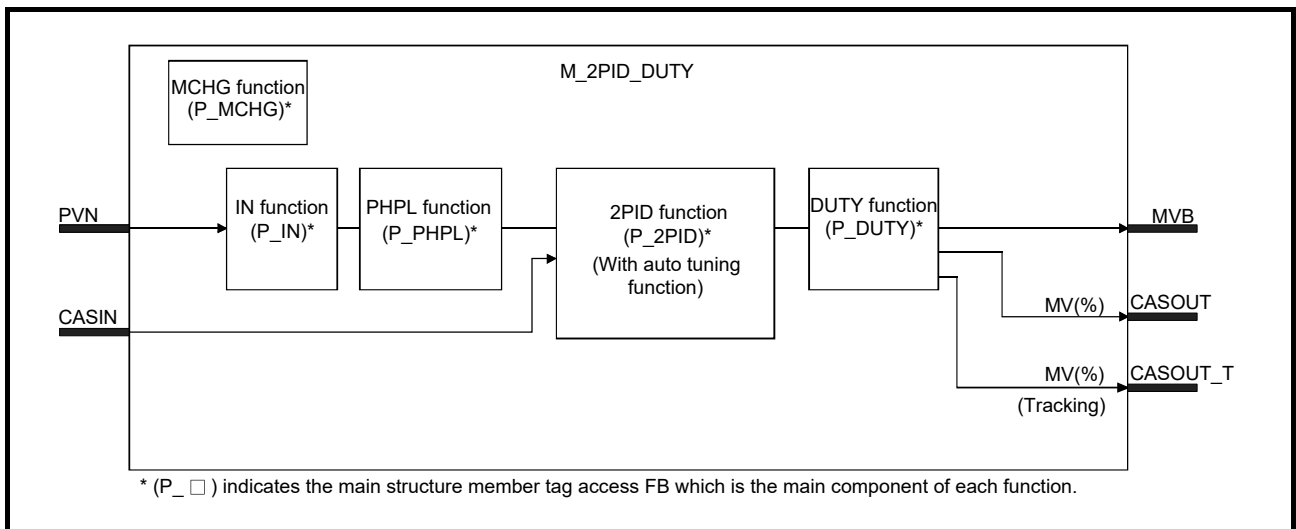 M_2PID_DUTY
MCHG function
(P_MCHG)*
PVN
IN function
(P_IN)*
PHPL function
(P_PHPL)*
2PID function
(P_2PID)*
(With auto tuning
function)
DUTY function
(P_DUTY)*
MVB
CASIN
MV(%)
CASOUT
MV(%)
CASOUT_T
(Tracking)
* (P_ □ ) indicates the main structure member tag access FB which is the main component of each function.